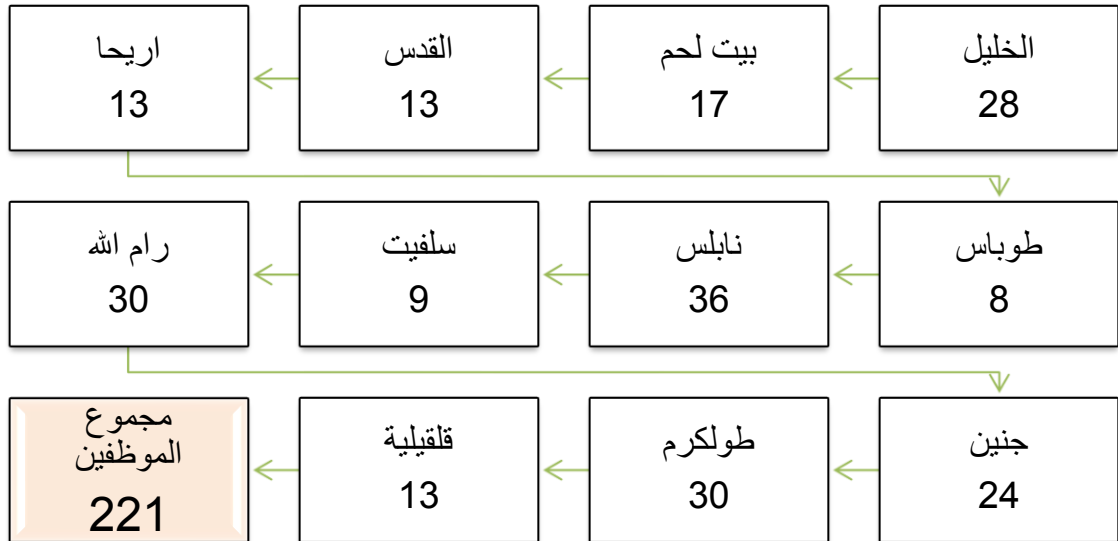 الخليل
28
بيت لحم
17
القدس
13
اريحا
13
طوباس
8
نابلس
36
سلفيت
9
رام الله
30
جنين
24
طولكرم
30
قلقيلية
13
مجموع
الموظفين
221